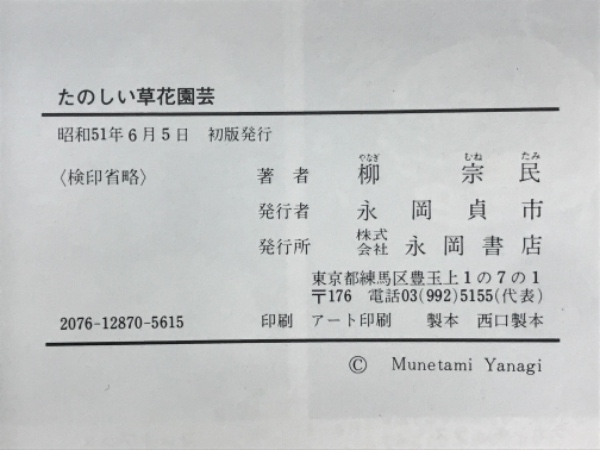 たのしい草花園芸
昭和51年6月5日 初版発行
〈検印省略〉 著者 柳 宗民
やなぎ むね たみ
発行者 永岡貞市
発行所 株式会社 永岡書店
東京都練馬区豊玉上1の7の1
〒176 電話03(992)5155(代表)
2076-12870-5615 印刷 アート印刷 製本 西口製本
© Munetami Yanagi